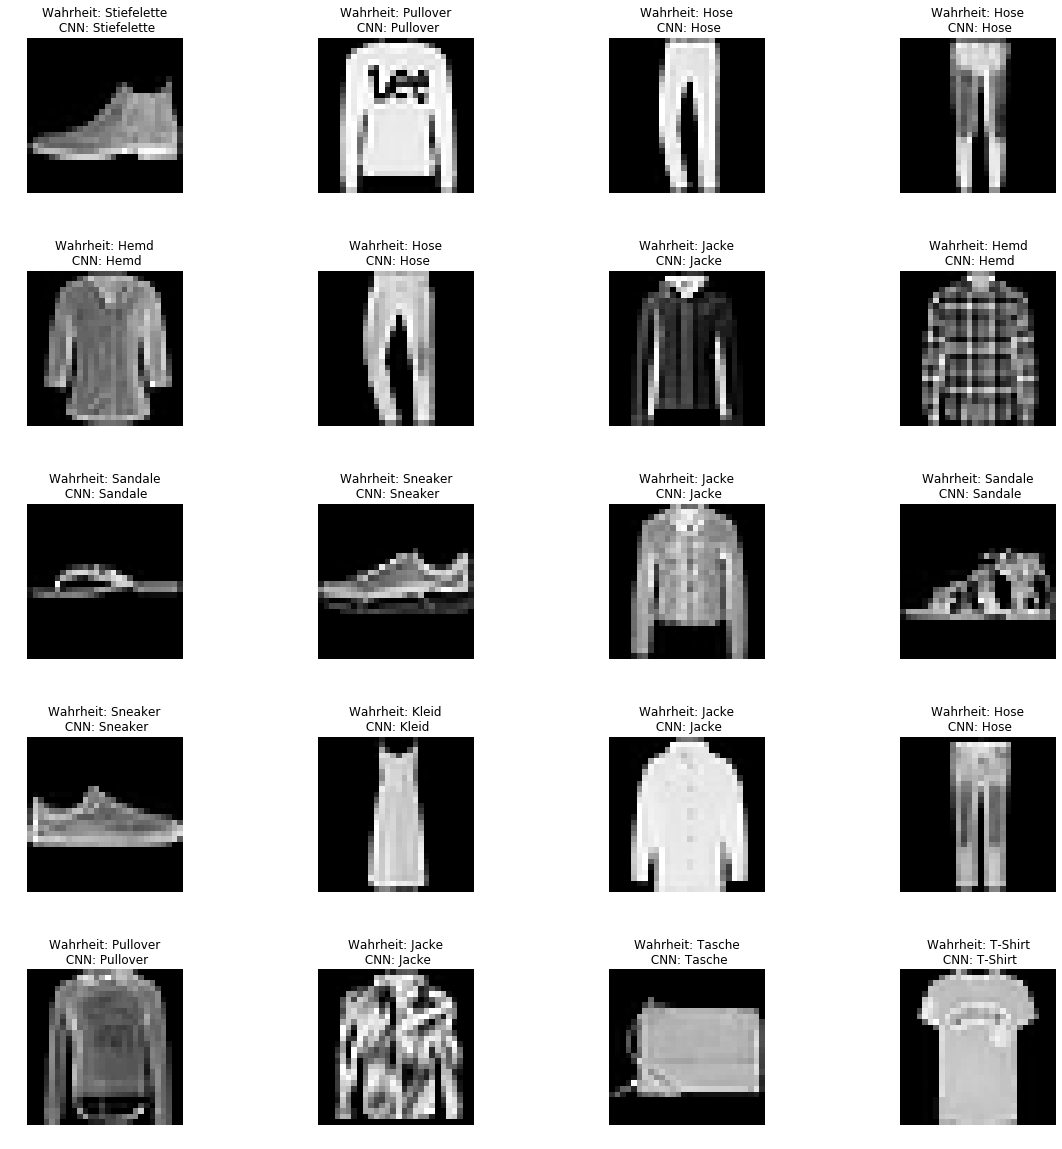 Wahrheit: Stiefelette
CNN: Stiefelette
Wahrheit: Pullover
CNN: Pullover
Wahrheit: Hose
CNN: Hose
Wahrheit: Hose
CNN: Hose
Lee
Wahrheit: Hemd
CNN: Hemd
Wahrheit: Hose
CNN: Hose
Wahrheit: Jacke
CNN: Jacke
Wahrheit: Hemd
CNN: Hemd
Wahrheit: Sandale
CNN: Sandale
Wahrheit: Sneaker
CNN: Sneaker
Wahrheit: Jacke
CNN: Jacke
Wahrheit: Sandale
CNN: Sandale
Wahrheit: Sneaker
CNN: Sneaker
Wahrheit: Kleid
CNN: Kleid
Wahrheit: Jacke
CNN: Jacke
Wahrheit: Hose
CNN: Hose
Wahrheit: Pullover
CNN: Pullover
Wahrheit: Jacke
CNN: Jacke
Wahrheit: Tasche
CNN: Tasche
Wahrheit: T-Shirt
CNN: T-Shirt